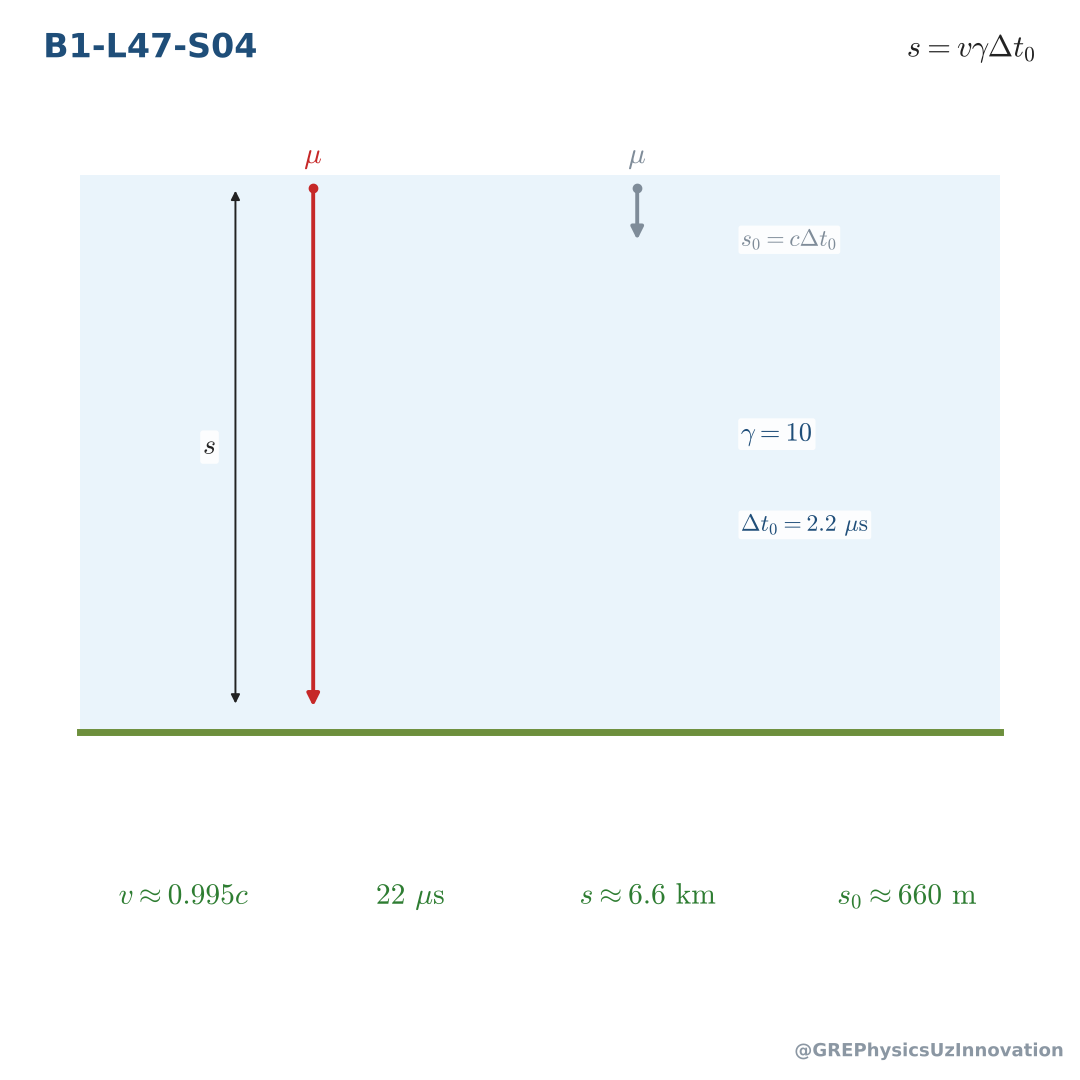 B1-L47-S04
s = vγΔt₀
μ
μ
s₀ = cΔt₀
γ = 10
s
Δt₀ = 2.2 μs
v ≈ 0.995c
22 μs
s ≈ 6.6 km
s₀ ≈ 660 m
@GREPhysicsUzInnovation